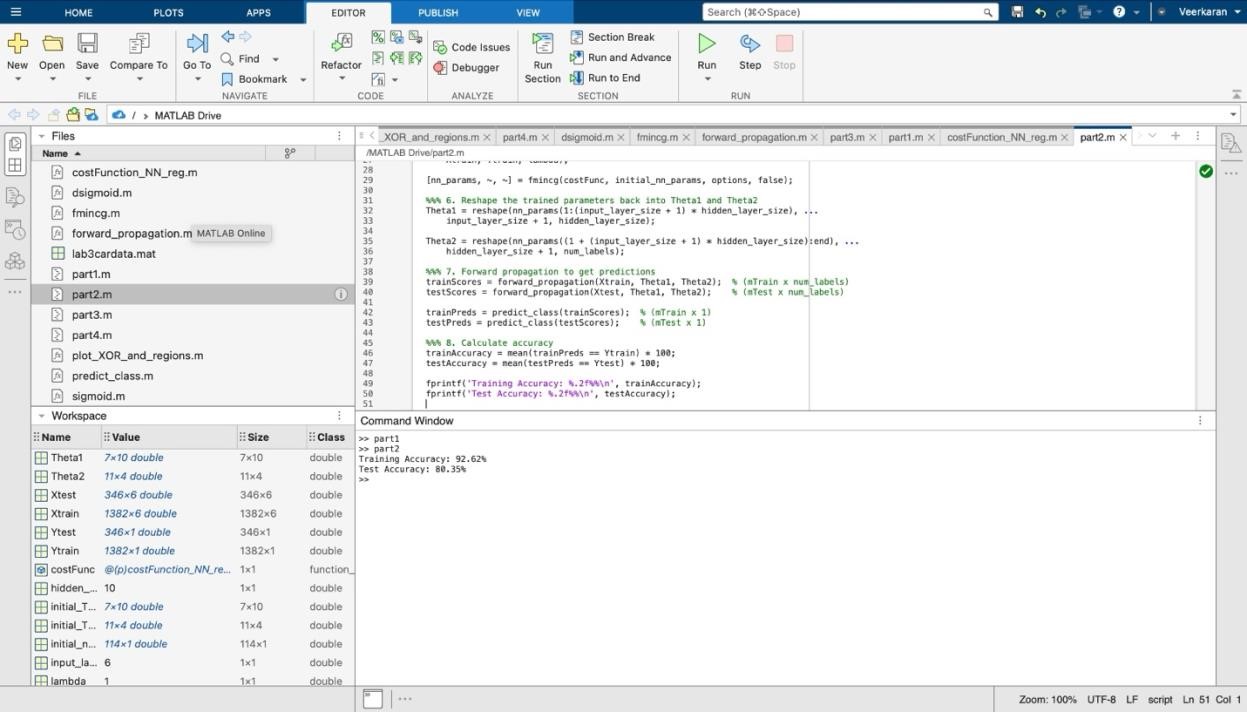 HOME PLOTS APPS EDITOR PUBLISH VIEW Search (⌘⇧Space) Veerkaran
New Open Save Compare To
FILE
Go To Find Bookmark
NAVIGATE
Refactor
CODE
Code Issues
Debugger
ANALYZE
Run Section
Section Break
Run and Advance
Run to End
SECTION
Run Step Stop
RUN
/ › MATLAB Drive
Files
Name
costFunction_NN_reg.m
dsigmoid.m
fmincg.m
forward_propagation.m MATLAB Online
lab3cardata.mat
part1.m
part2.m
part3.m
part4.m
plot_XOR_and_regions.m
predict_class.m
sigmoid.m
Workspace
Name Value Size Class
Theta1 7×10 double 7×10 double
Theta2 11×4 double 11×4 double
Xtest 346×6 double 346×6 double
Xtrain 1382×6 double 1382×6 double
Ytest 346×1 double 346×1 double
Ytrain 1382×1 double 1382×1 double
costFunc @(p)costFunction_NN_re... 1×1 function_
hidden_... 10 1×1 double
initial_T... 7×10 double 7×10 double
initial_T... 11×4 double 11×4 double
initial_n... 114×1 double 114×1 double
input_la... 6 1×1 double
lambda 1 1×1 double
_XOR_and_regions.m part4.m dsigmoid.m fmincg.m forward_propagation.m part3.m part1.m costFunction_NN_reg.m part2.m
/MATLAB Drive/part2.m
28
29 [nn_params, ~, ~] = fmincg(costFunc, initial_nn_params, options, false);
30
31 %%% 6. Reshape the trained parameters back into Theta1 and Theta2
32 Theta1 = reshape(nn_params(1:(input_layer_size + 1) * hidden_layer_size), ...
33 input_layer_size + 1, hidden_layer_size);
34
35 Theta2 = reshape(nn_params((1 + (input_layer_size + 1) * hidden_layer_size):end), ...
36 hidden_layer_size + 1, num_labels);
37
38 %%% 7. Forward propagation to get predictions
39 trainScores = forward_propagation(Xtrain, Theta1, Theta2); % (mTrain x num_labels)
40 testScores = forward_propagation(Xtest, Theta1, Theta2); % (mTest x num_labels)
41
42 trainPreds = predict_class(trainScores); % (mTrain x 1)
43 testPreds = predict_class(testScores); % (mTest x 1)
44
45 %%% 8. Calculate accuracy
46 trainAccuracy = mean(trainPreds == Ytrain) * 100;
47 testAccuracy = mean(testPreds == Ytest) * 100;
48
49 fprintf('Training Accuracy: %.2f%%\n', trainAccuracy);
50 fprintf('Test Accuracy: %.2f%%\n', testAccuracy);
51
Command Window
>> part1
>> part2
Training Accuracy: 92.62%
Test Accuracy: 80.35%
>>
Zoom: 100% UTF-8 LF script Ln 51 Col 1